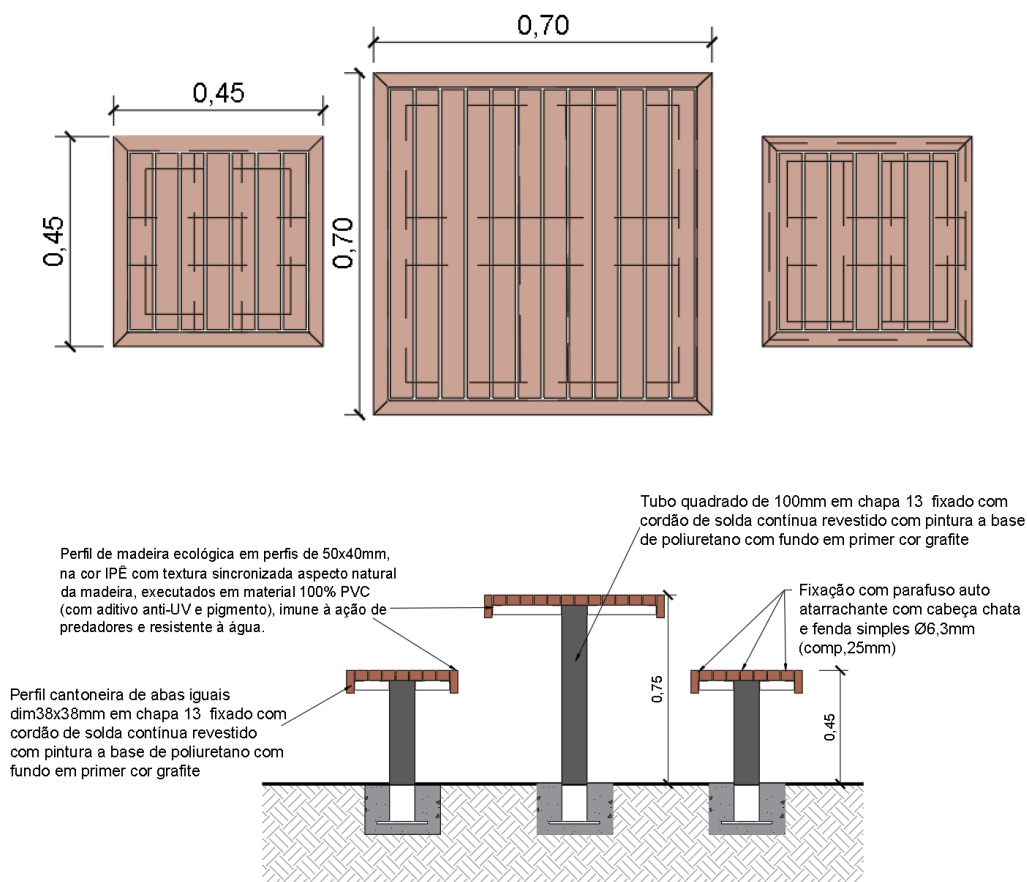 0,70
0,45
0,45
0,70
Tubo quadrado de 100mm em chapa 13 fixado com
cordão de solda contínua revestido com pintura a base
de poliuretano com fundo em primer cor grafite
Perfil de madeira ecológica em perfis de 50x40mm,
na cor IPÊ com textura sincronizada aspecto natural
da madeira, executados em material 100% PVC
(com aditivo anti-UV e pigmento), imune à ação de
predadores e resistente à água.
Fixação com parafuso auto
atarrachante com cabeça chata
e fenda simples Ø6,3mm
(comp,25mm)
Perfil cantoneira de abas iguais
dim38x38mm em chapa 13 fixado com
cordão de solda contínua revestido
com pintura a base de poliuretano com
fundo em primer cor grafite
0,75
0,45